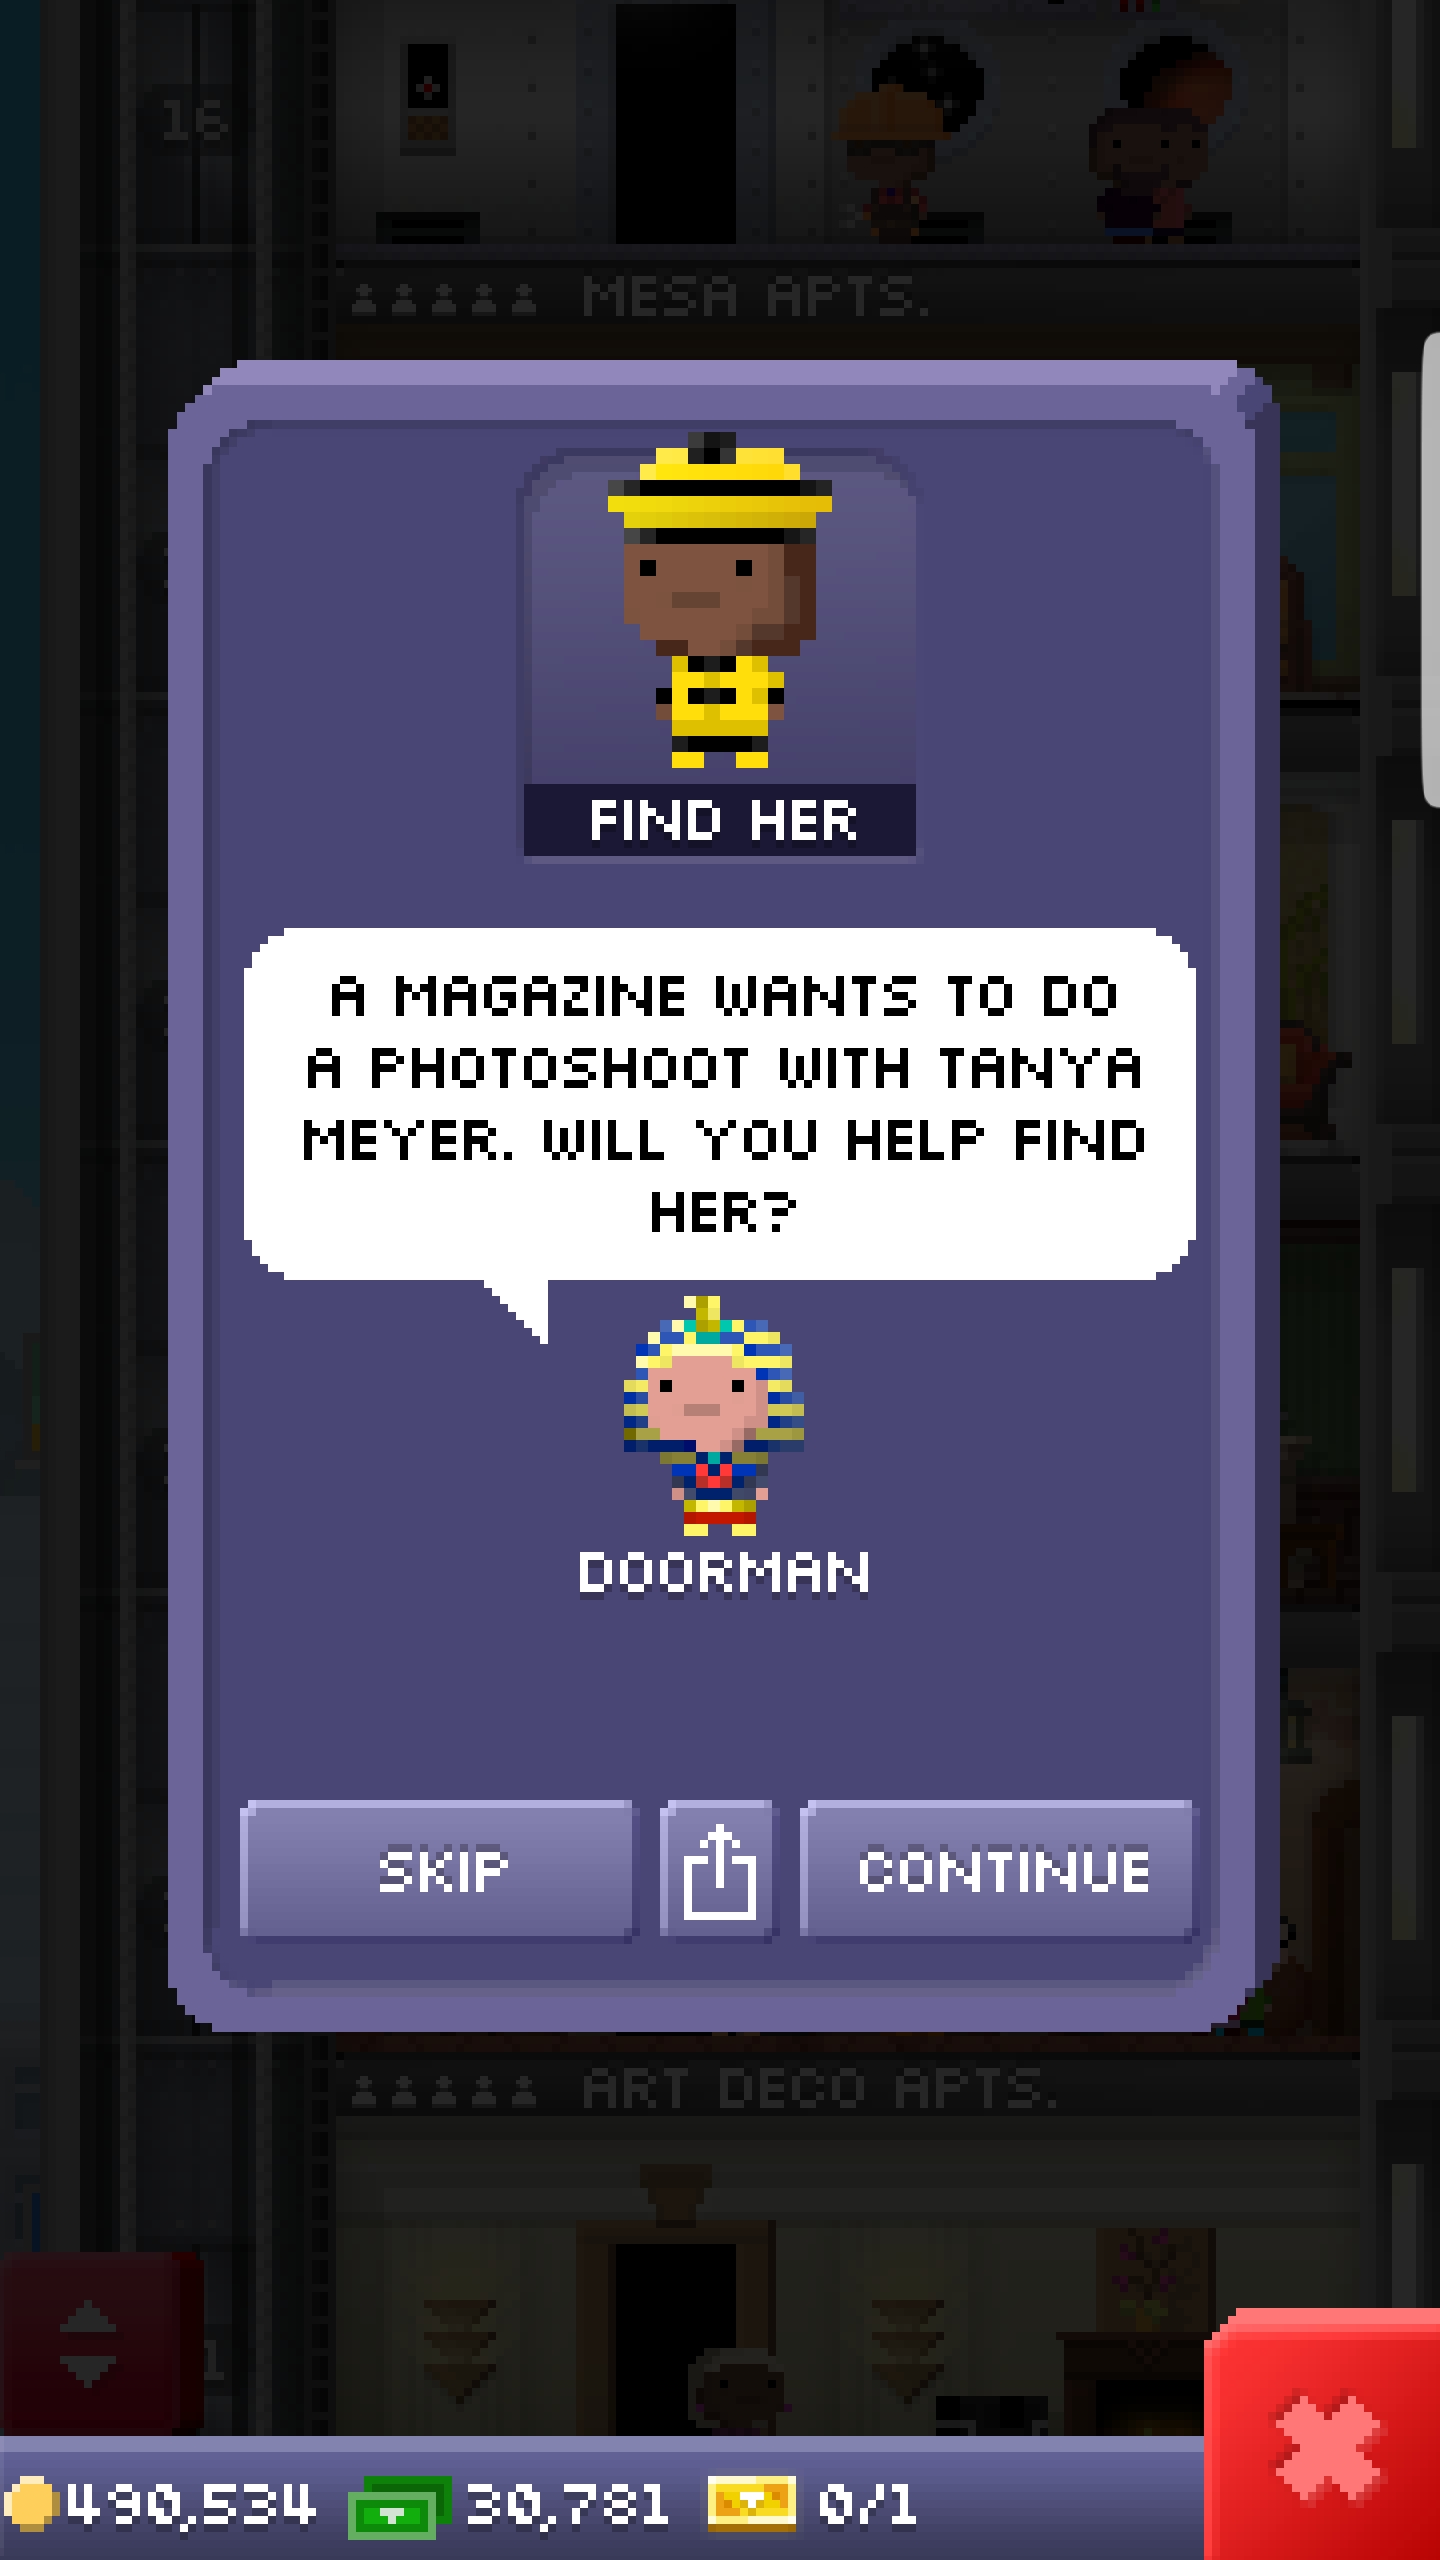 16
MESA APTS.
FIND HER
A MAGAZINE WANTS TO DO
A PHOTOSHOOT WITH TANYA
MEYER. WILL YOU HELP FIND
HER?
DOORMAN
SKIP
CONTINUE
ART DECO APTS.
1
490,534
30,781
0/1